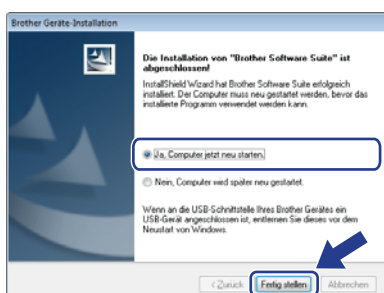 Brother Geräte-Installation
Die Installation von "Brother Software Suite" ist
abgeschlossen!
InstallShield Wizard hat Brother Software Suite erfolgreich
installiert. Der Computer muss neu gestartet werden, bevor das
installierte Programm verwendet werden kann.
Ja, Computer jetzt neu starten.
Nein, Computer wird später neu gestartet.
Wenn an die USB-Schnittstelle Ihres Brother Gerätes ein
USB-Gerät angeschlossen ist, entfernen Sie dieses vor dem
Neustart von Windows.
< Zurück Fertig stellen Abbrechen